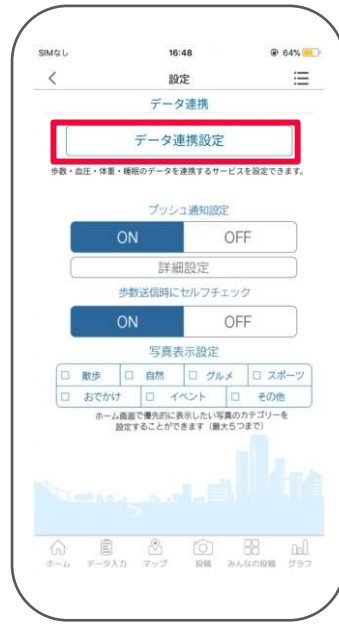 SIMなし 16:48 64%
設定
データ連携
データ連携設定
歩数・血圧・体重・睡眠のデータを連携するサービスを設定できます。
プッシュ通知設定
ON OFF
詳細設定
歩数送信時にセルフチェック
ON OFF
写真表示設定
散歩 自然 グルメ スポーツ
おでかけ イベント その他
ホーム画面で優先的に表示したい写真のカテゴリーを
設定することができます（最大5つまで）
ホーム データ入力 マップ 投稿 みんなの投稿 グラフ